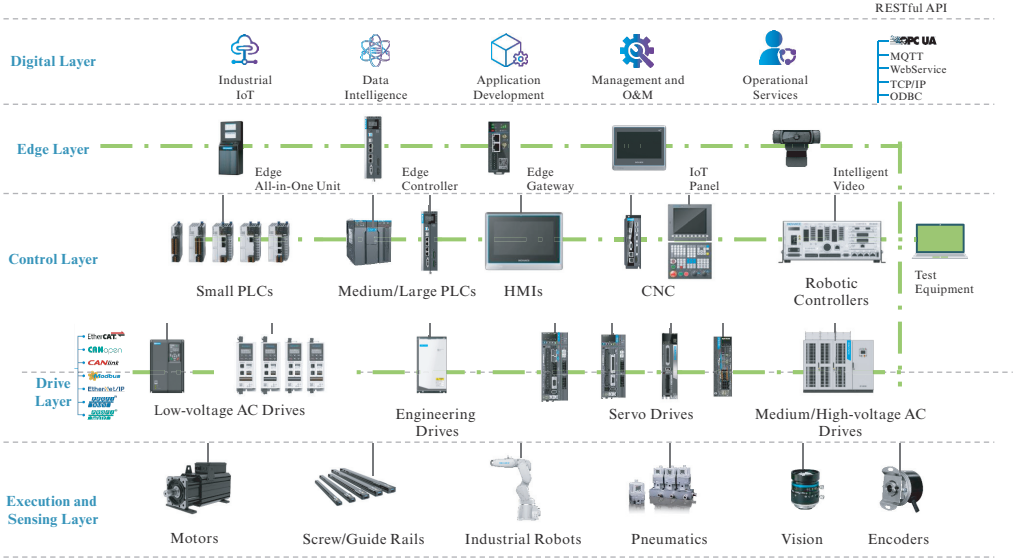 RESTful API
Digital Layer
Industrial
IoT
Data
Intelligence
Application
Development
Management and
O&M
Operational
Services
OPC UA
MQTT
WebService
TCP/IP
ODBC
Edge Layer
Edge
All-in-One Unit
Edge
Controller
Edge
Gateway
IoT
Panel
Intelligent
Video
Control Layer
Small PLCs
Medium/Large PLCs
HMIs
CNC
Robotic
Controllers
Test
Equipment
EtherCAT
CANopen
CANlink
Modbus
EtherNet/IP
Drive
Layer
Low-voltage AC Drives
Engineering
Drives
Servo Drives
Medium/High-voltage AC
Drives
Execution and
Sensing Layer
Motors
Screw/Guide Rails
Industrial Robots
Pneumatics
Vision
Encoders